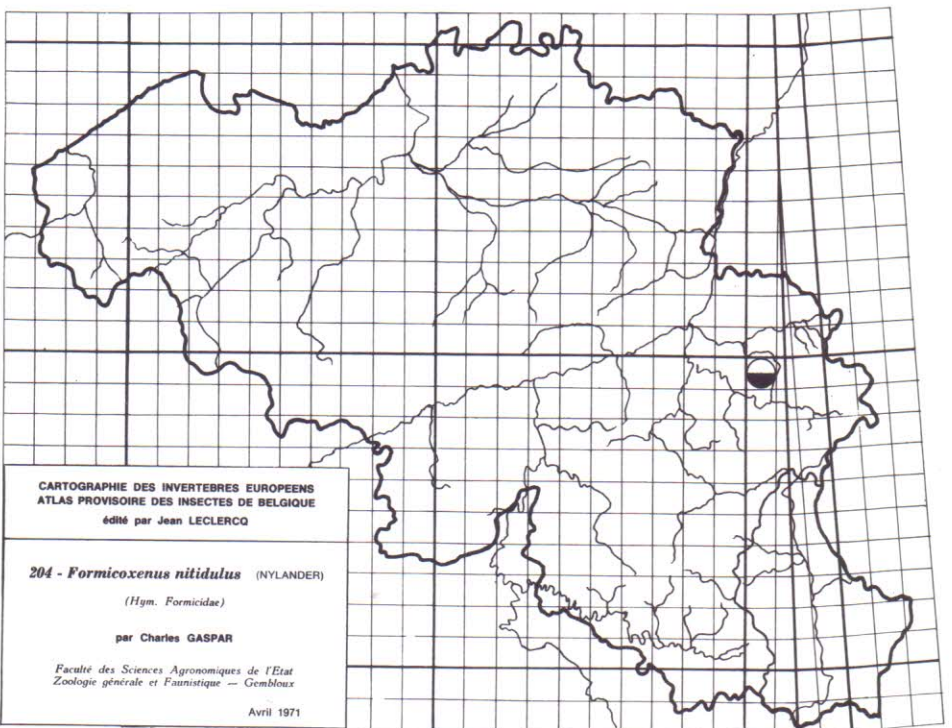 CARTOGRAPHIE DES INVERTEBRES EUROPEENS
ATLAS PROVISOIRE DES INSECTES DE BELGIQUE
édité par Jean LECLERCQ
204 - Formicoxenus nitidulus (NYLANDER)
(Hym. Formicidae)
par Charles GASPAR
Faculté des Sciences Agronomiques de l'Etat
Zoologie générale et Faunistique — Gembloux
Avril 1971